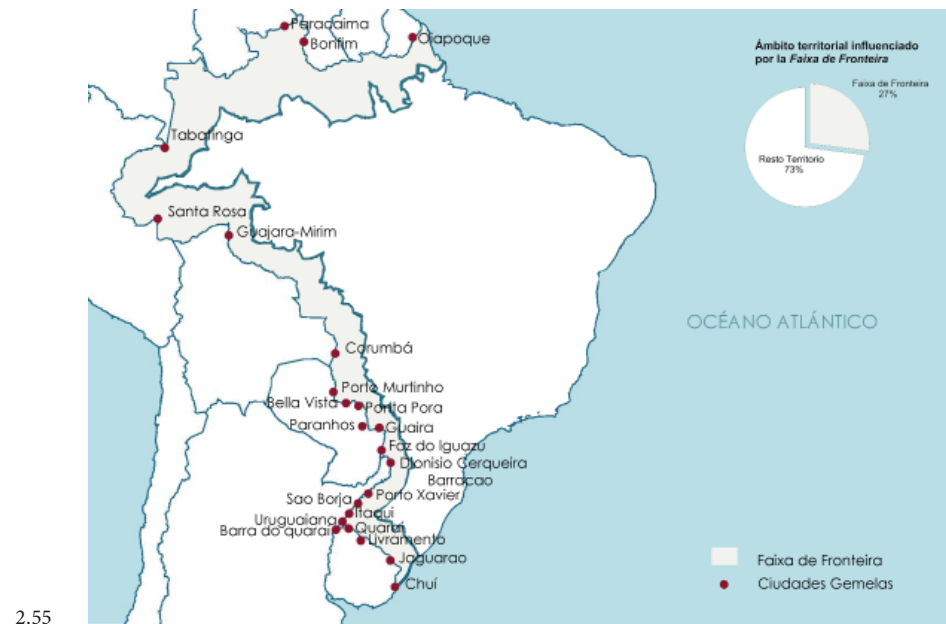 Paracaima
Bonfim
Oiapoque
Ámbito territorial influenciado
por la Faixa de Fronteira
Faixa de Fronteira
27%
Resto Territorio
73%
Tabatinga
Santa Rosa
Guajara-Mirim
OCÉANO ATLÁNTICO
Corumbá
Porto Murtinho
Bella Vista
Ponta Pora
Paranhos
Guaira
Foz do Iguazu
Dionisio Cerqueira
Barracao
Porto Xavier
Sao Borja
Itaqui
Uruguaiana
Quarai
Barra do quarai
Livramento
Jaguarao
Chuí
Faixa de Fronteira
Ciudades Gemelas
2.55